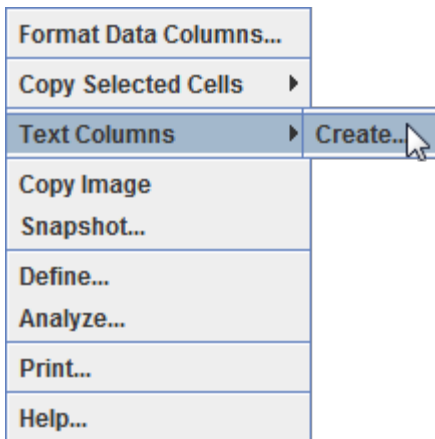 Format Data Columns...
Copy Selected Cells
Text Columns
Create...
Copy Image
Snapshot...
Define...
Analyze...
Print...
Help...